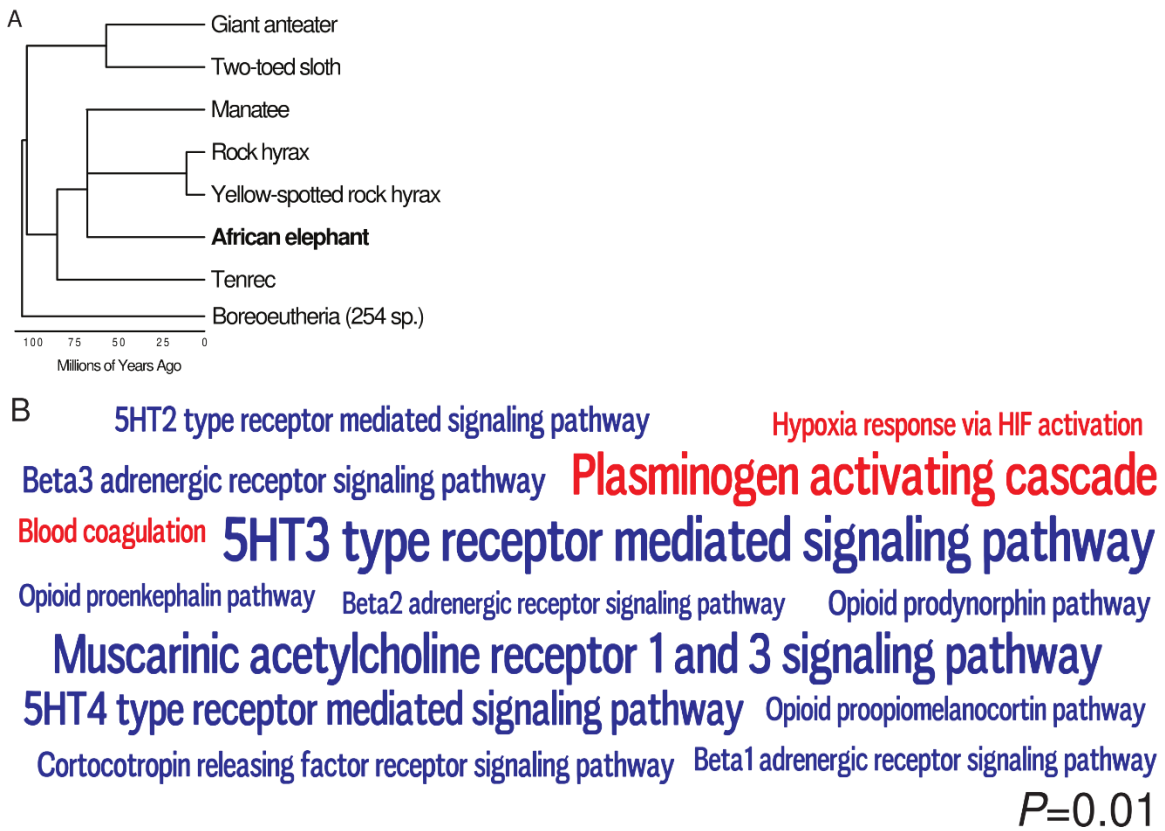 A
Giant anteater
Two-toed sloth
Manatee
Rock hyrax
Yellow-spotted rock hyrax
African elephant
Tenrec
Boreoeutheria (254 sp.)
100 75 50 25 0
Millions of Years Ago
B
5HT2 type receptor mediated signaling pathway
Hypoxia response via HIF activation
Beta3 adrenergic receptor signaling pathway
Plasminogen activating cascade
Blood coagulation
5HT3 type receptor mediated signaling pathway
Opioid proenkephalin pathway
Beta2 adrenergic receptor signaling pathway
Opioid prodynorphin pathway
Muscarinic acetylcholine receptor 1 and 3 signaling pathway
5HT4 type receptor mediated signaling pathway
Opioid proopiomelanocortin pathway
Cortocotropin releasing factor receptor signaling pathway
Beta1 adrenergic receptor signaling pathway
P=0.01